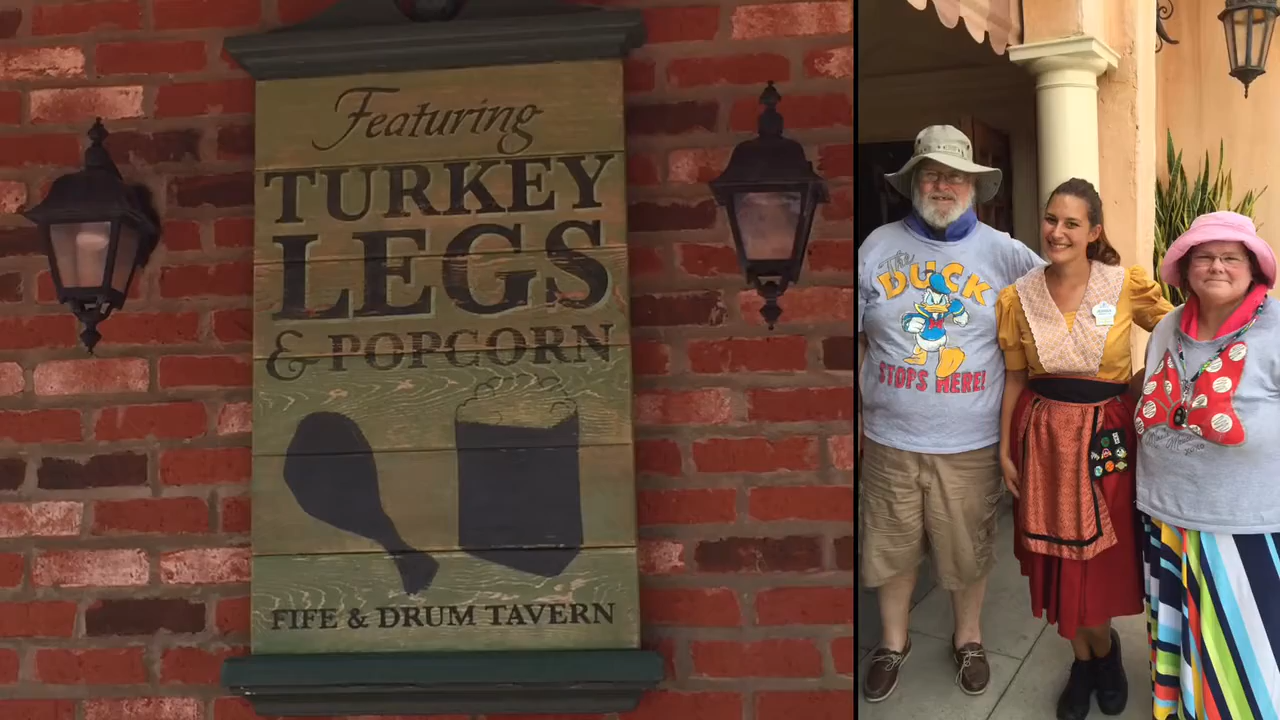 Featuring
TURKEY
LEGS
& POPCORN
FIFE & DRUM TAVERN
The
DUCK
STOPS HERE!